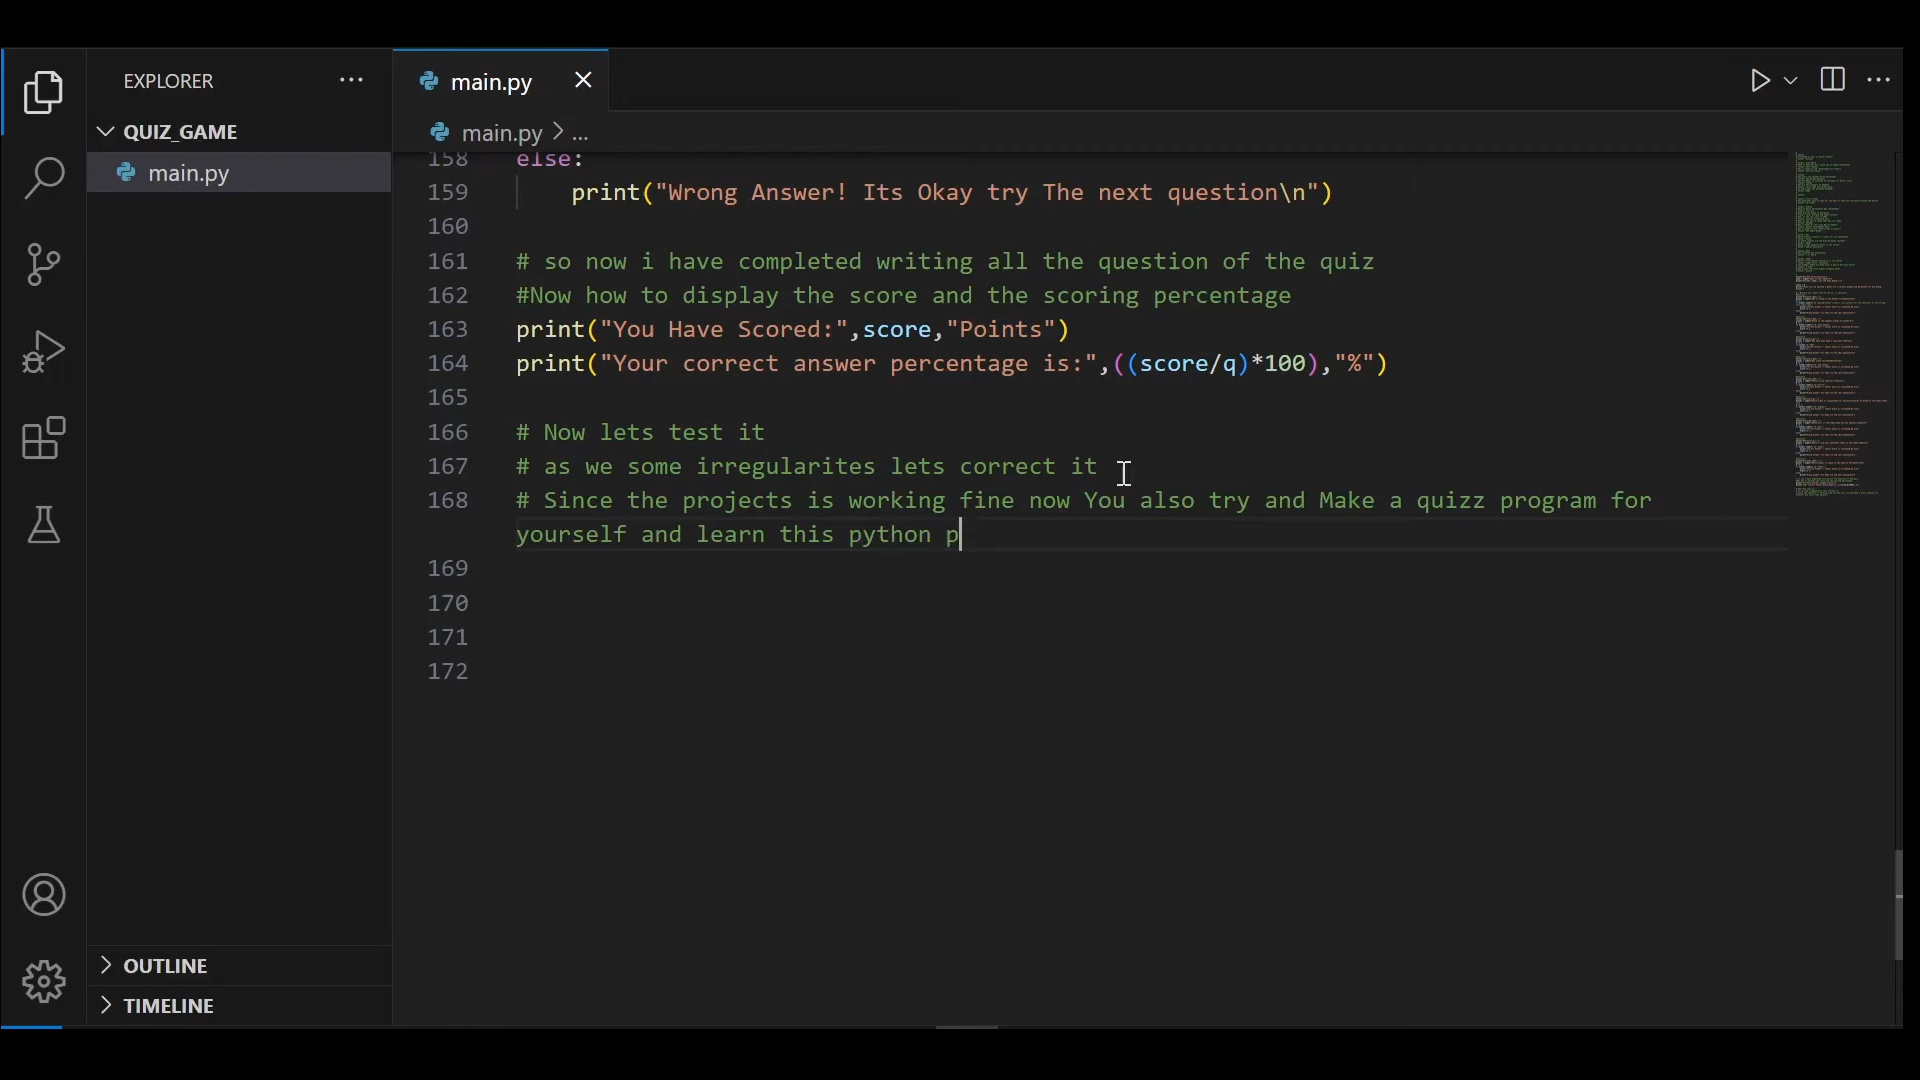 EXPLORER
QUIZ_GAME
main.py
OUTLINE
TIMELINE
main.py
main.py > ...
158 else:
159 print("Wrong Answer! Its Okay try The next question\n")
160
161 # so now i have completed writing all the question of the quiz
162 #Now how to display the score and the scoring percentage
163 print("You Have Scored:",score,"Points")
164 print("Your correct answer percentage is:",((score/q)*100),"%")
165
166 # Now lets test it
167 # as we some irregularites lets correct it
168 # Since the projects is working fine now You also try and Make a quizz program for
yourself and learn this python p
169
170
171
172